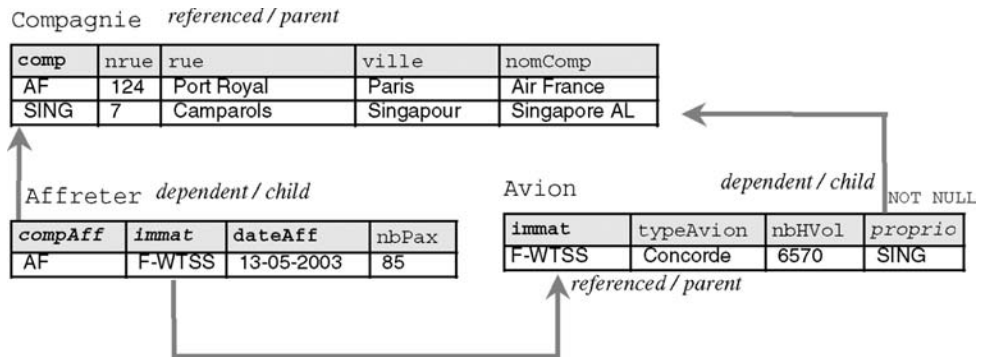 Compagnie referenced / parent
comp nrue rue ville nomComp
AF 124 Port Royal Paris Air France
SING 7 Camparols Singapour Singapore AL
Affreter dependent / child
compAff immat dateAff nbPax
AF F-WTSS 13-05-2003 85
Avion dependent / child
NOT NULL
immat typeAvion nbHVol proprio
F-WTSS Concorde 6570 SING
referenced / parent